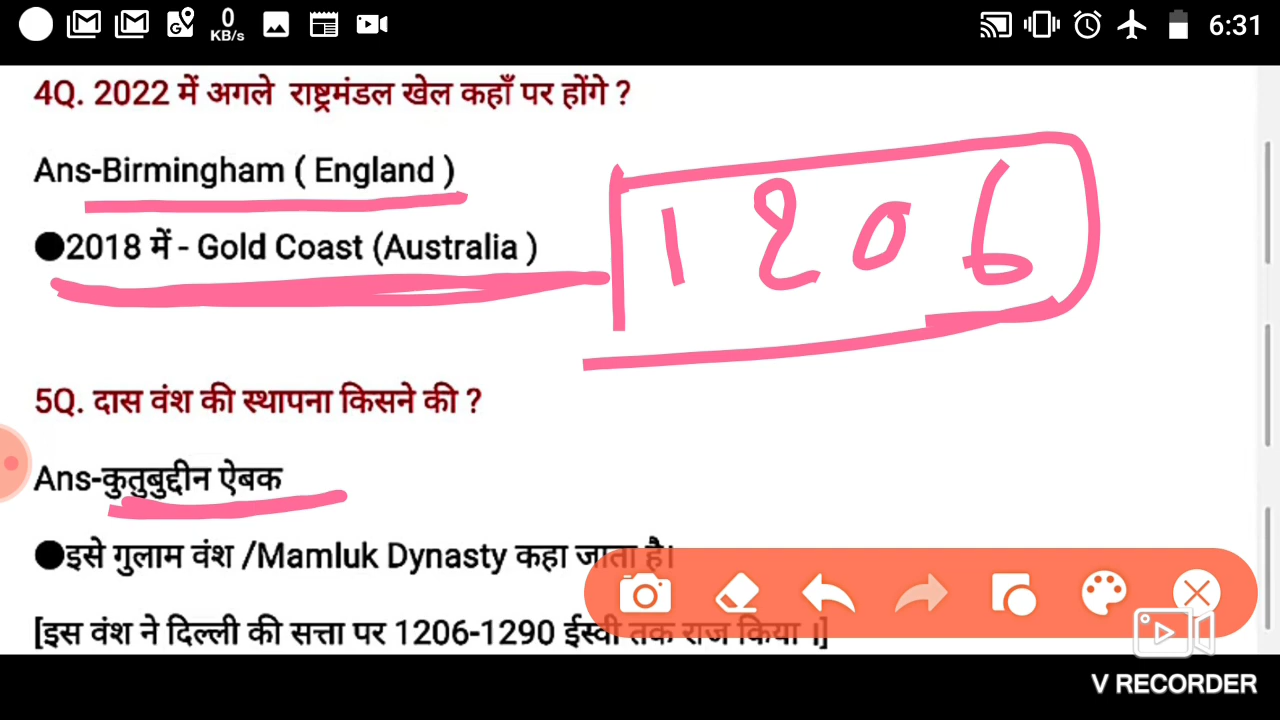 0
KB/s
6:31
4Q. 2022 में अगले राष्ट्रमंडल खेल कहाँ पर होंगे ?
Ans-Birmingham ( England )
●2018 में - Gold Coast (Australia )
1206
5Q. दास वंश की स्थापना किसने की ?
Ans-कुतुबुद्दीन ऐबक
●इसे गुलाम वंश /Mamluk Dynasty कहा जाता है।
[इस वंश ने दिल्ली की सत्ता पर 1206-1290 ईस्वी तक राज किया ।]
V RECORDER